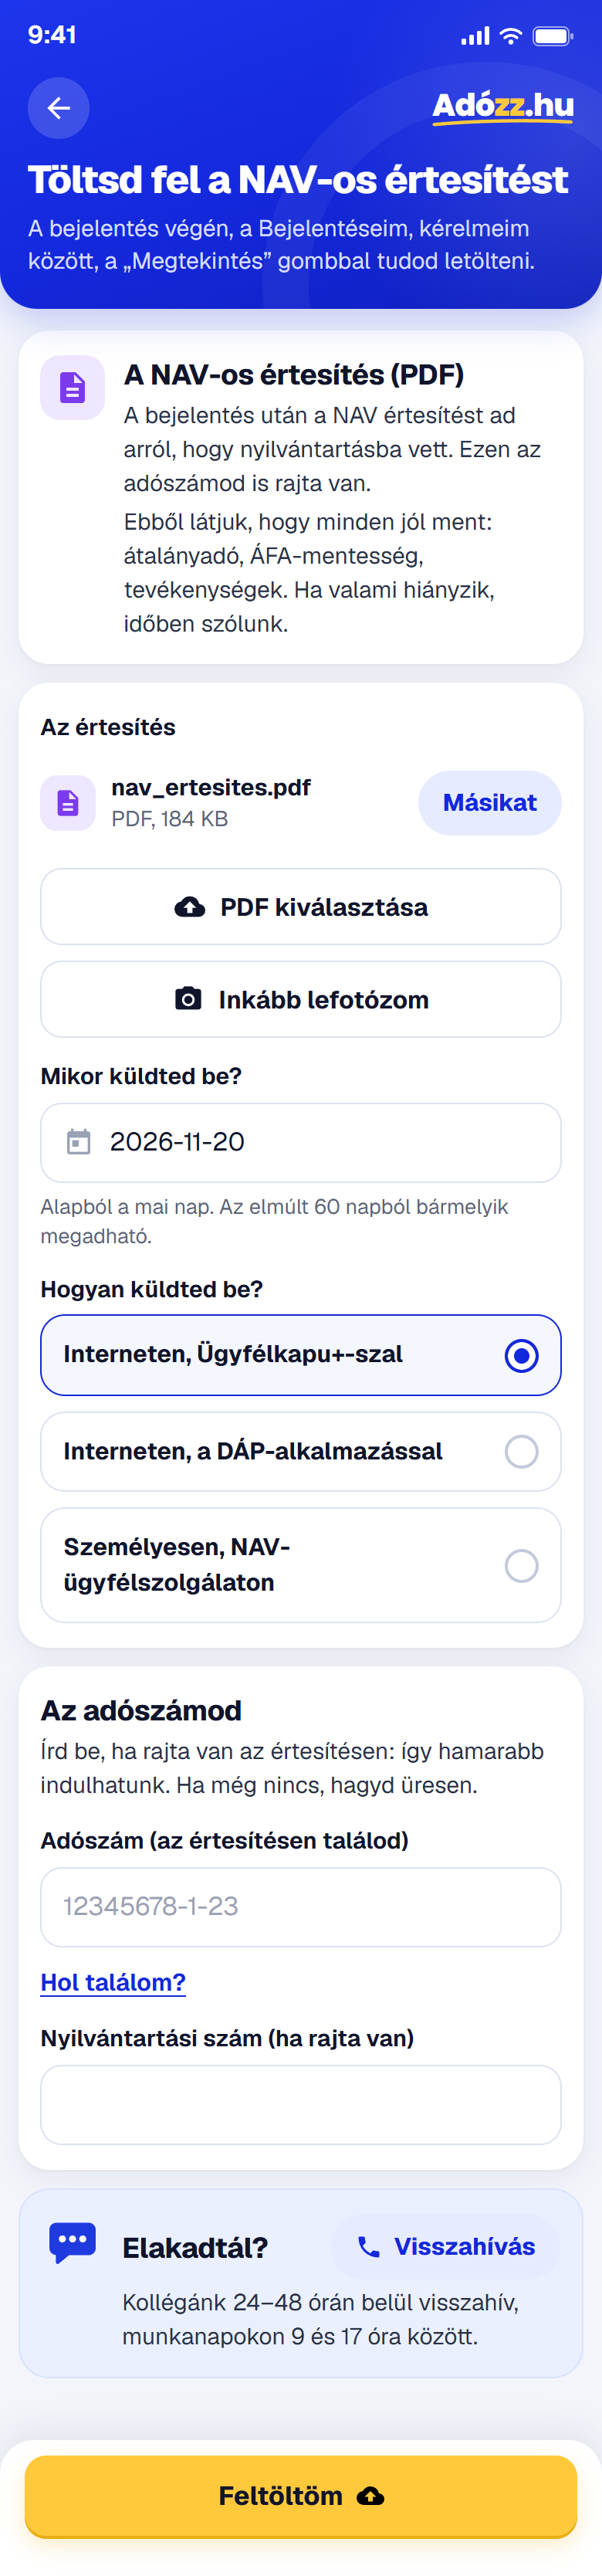 9:41
Adózz.hu
Töltsd fel a NAV-os értesítést
A bejelentés végén, a Bejelentéseim, kérelmeim
között, a „Megtekintés” gombbal tudod letölteni.
A NAV-os értesítés (PDF)
A bejelentés után a NAV értesítést ad
arról, hogy nyilvántartásba vett. Ezen az
adószámod is rajta van.
Ebből látjuk, hogy minden jól ment:
átalányadó, ÁFA-mentesség,
tevékenységek. Ha valami hiányzik,
időben szólunk.
Az értesítés
nav_ertesites.pdf
PDF, 184 KB
Másikat
PDF kiválasztása
Inkább lefotózom
Mikor küldted be?
2026-11-20
Alapból a mai nap. Az elmúlt 60 napból bármelyik
megadható.
Hogyan küldted be?
Interneten, Ügyfélkapu+-szal
Interneten, a DÁP-alkalmazással
Személyesen, NAV-
ügyfélszolgálaton
Az adószámod
Írd be, ha rajta van az értesítésen: így hamarabb
indulhatunk. Ha még nincs, hagyd üresen.
Adószám (az értesítésen találod)
12345678-1-23
Hol találom?
Nyilvántartási szám (ha rajta van)
Elakadtál?
Visszahívás
Kollégánk 24–48 órán belül visszahív,
munkanapokon 9 és 17 óra között.
Feltöltöm